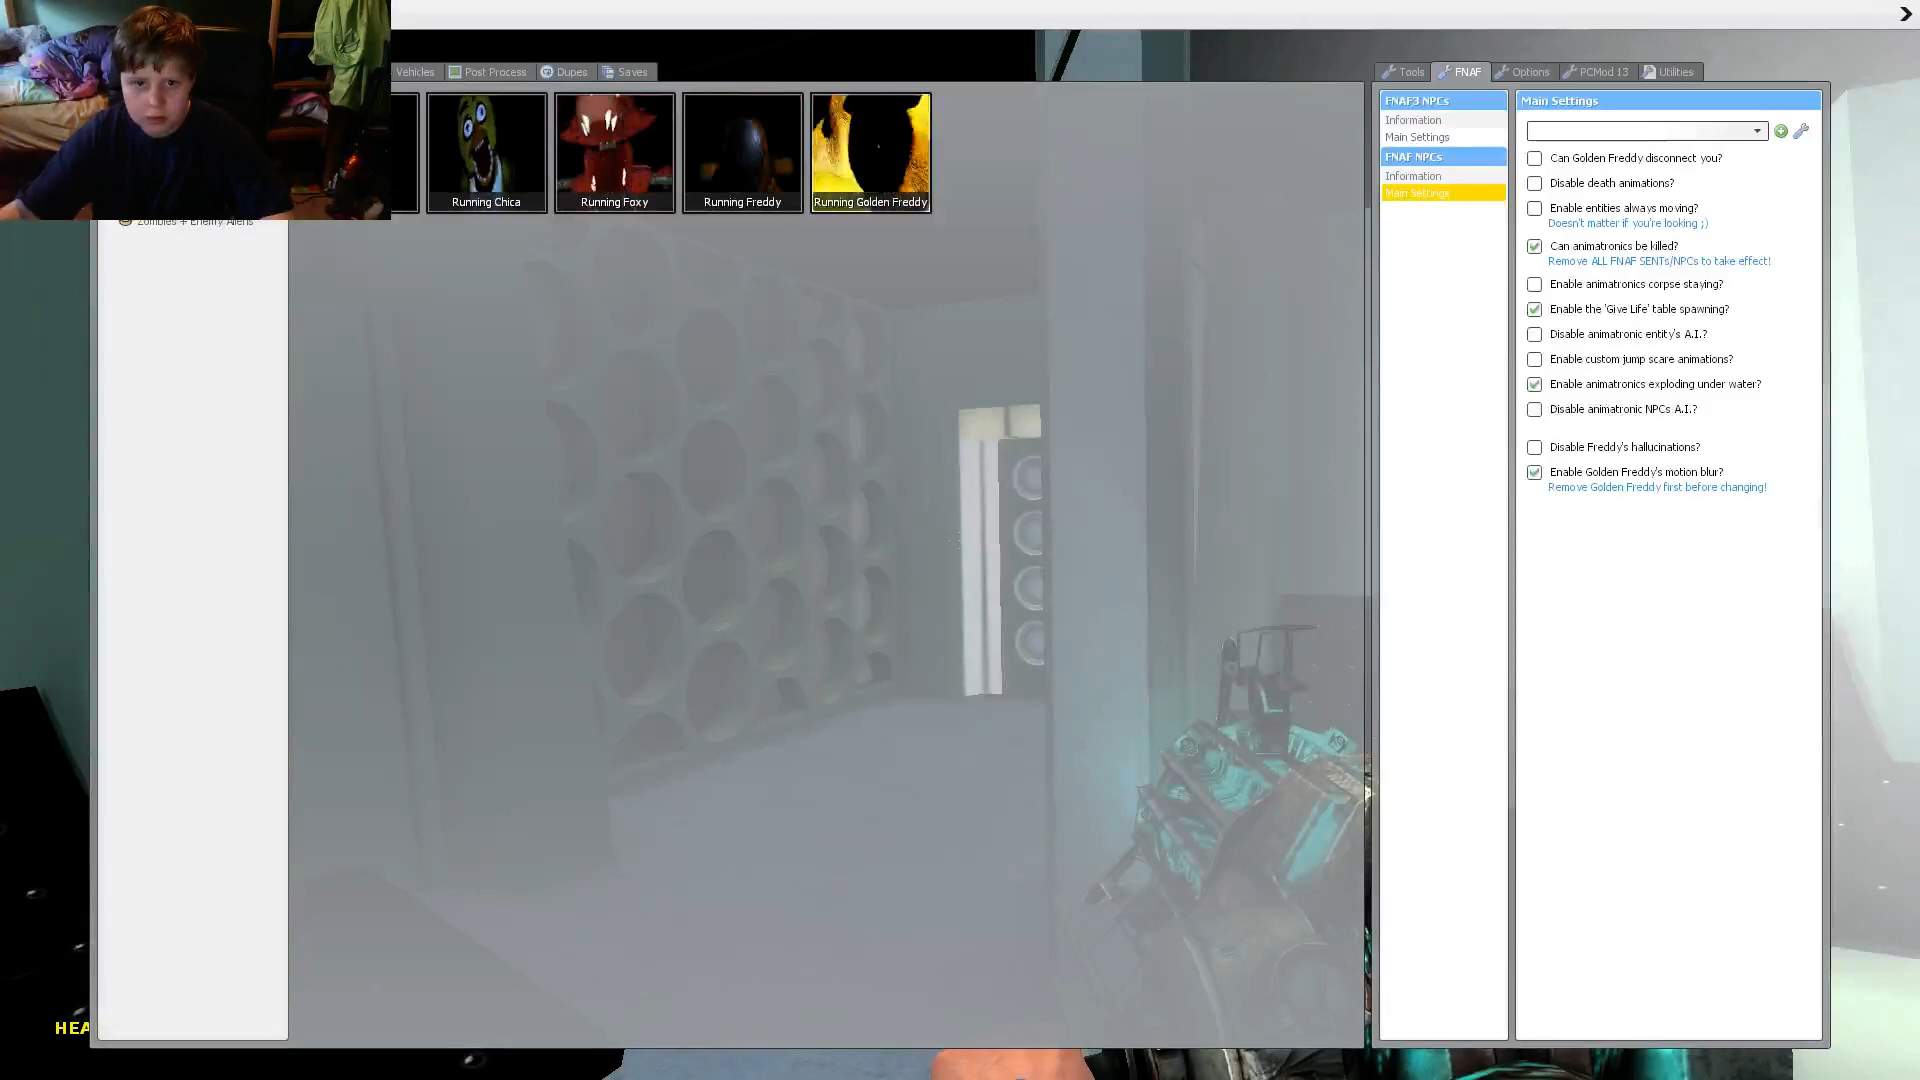 Vehicles
Post Process
Dupes
Saves
Tools
FNAF
Options
PCMod 13
Utilities
Running Chica
Running Foxy
Running Freddy
Running Golden Freddy
Zombies + Enemy Aliens
FNAF3 NPCs
Information
Main Settings
FNAF NPCs
Information
Main Settings
Main Settings
Can Golden Freddy disconnect you?
Disable death animations?
Enable entities always moving?
Doesn't matter if you're looking ;)
Can animatronics be killed?
Remove ALL FNAF SENTs/NPCs to take effect!
Enable animatronics corpse staying?
Enable the 'Give Life' table spawning?
Disable animatronic entity's A.I.?
Enable custom jump scare animations?
Enable animatronics exploding under water?
Disable animatronic NPCs A.I.?
Disable Freddy's hallucinations?
Enable Golden Freddy's motion blur?
Remove Golden Freddy first before changing!
HEA